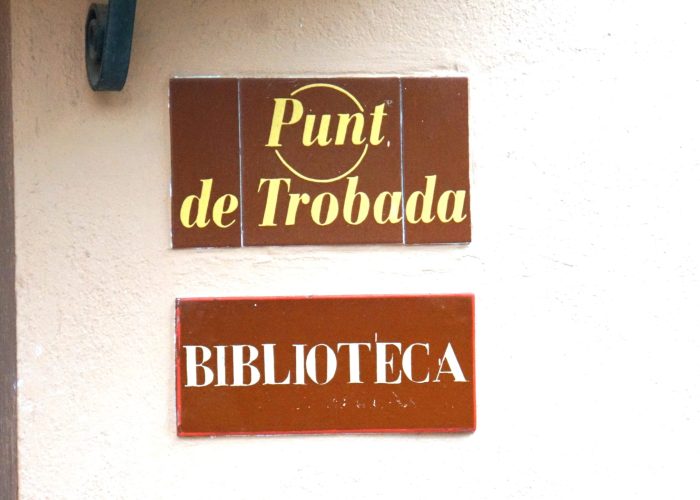 Punt
de Trobada
BIBLIOTECA